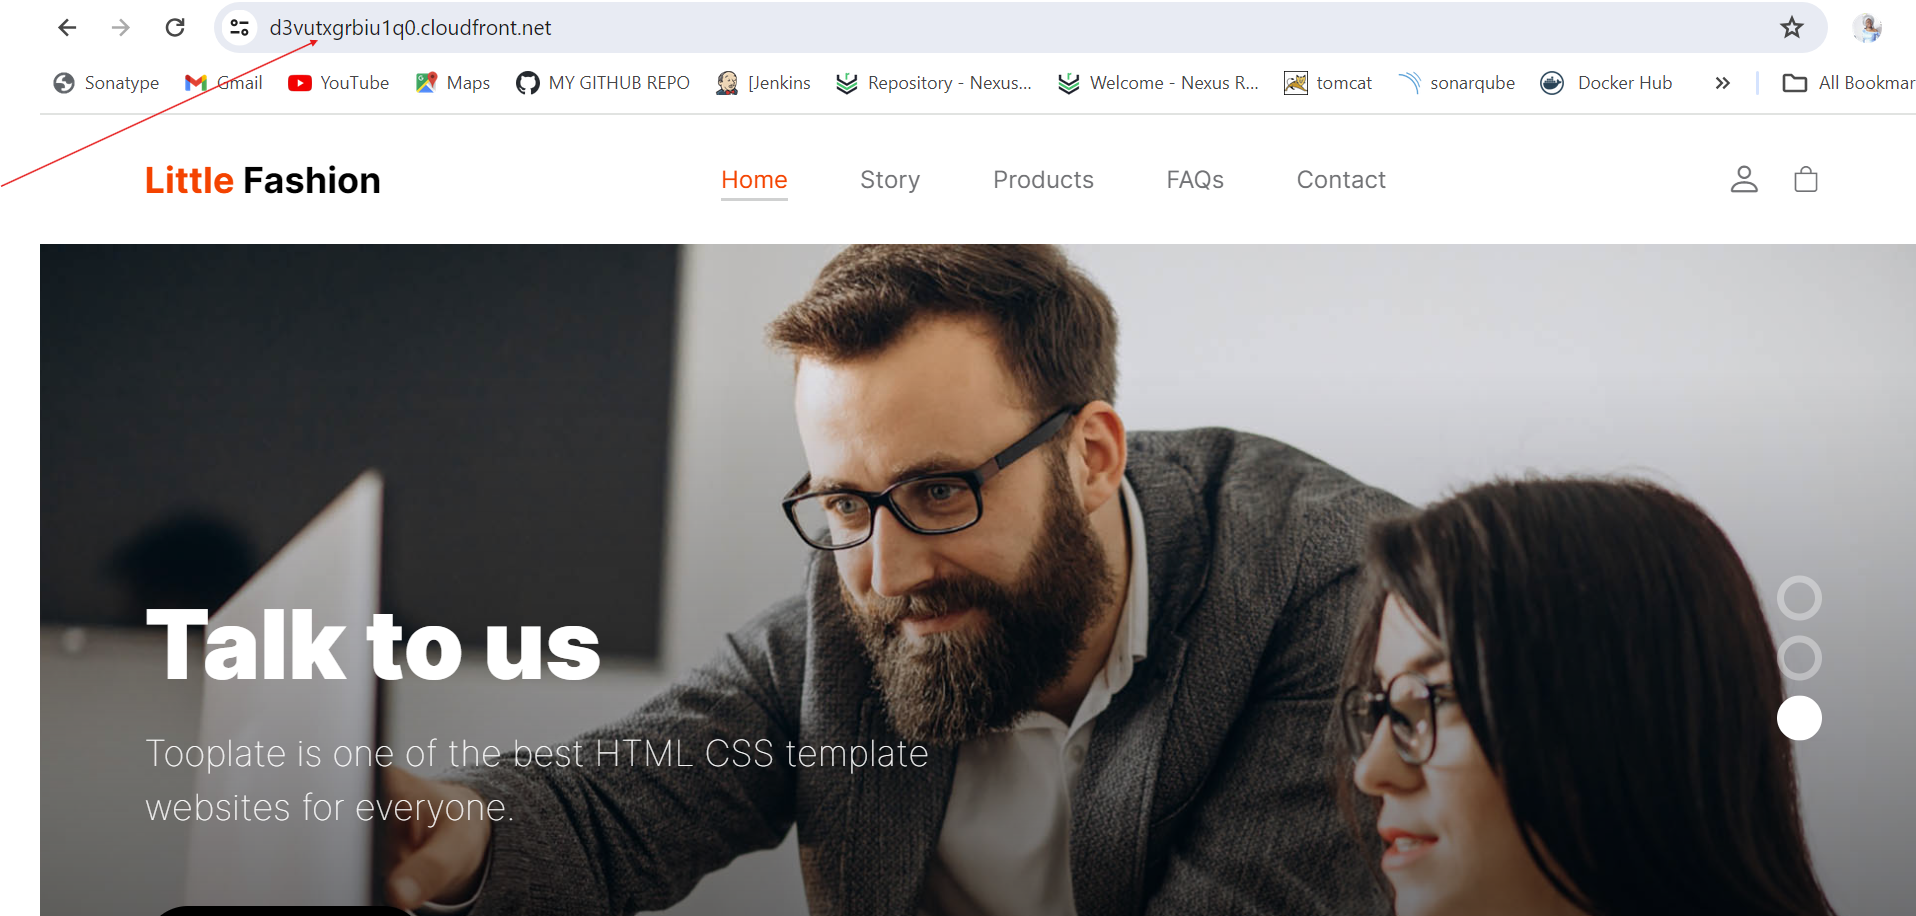 d3vutxgrbiu1q0.cloudfront.net
Sonatype Gmail YouTube Maps MY GITHUB REPO [Jenkins Repository - Nexus... Welcome - Nexus R... tomcat sonarqube Docker Hub » All Bookmar
Little Fashion Home Story Products FAQs Contact
Talk to us
Tooplate is one of the best HTML CSS template
websites for everyone.